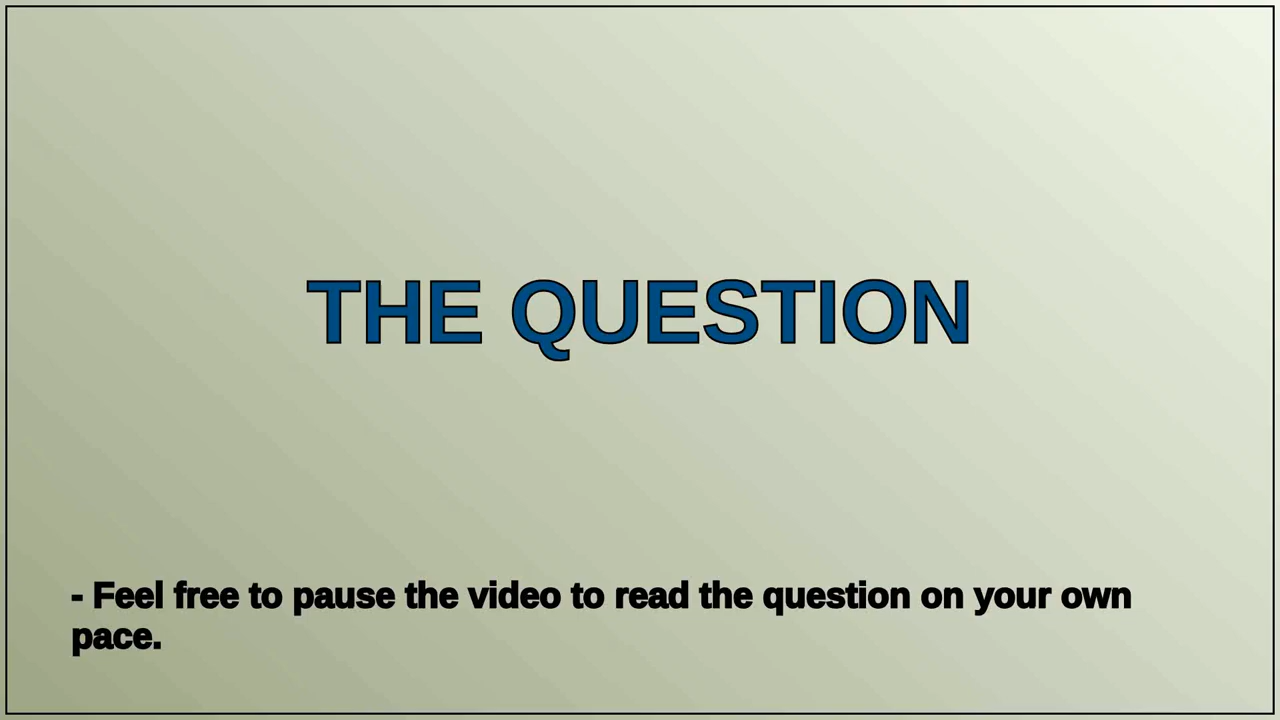 THE QUESTION
- Feel free to pause the video to read the question on your own
pace.